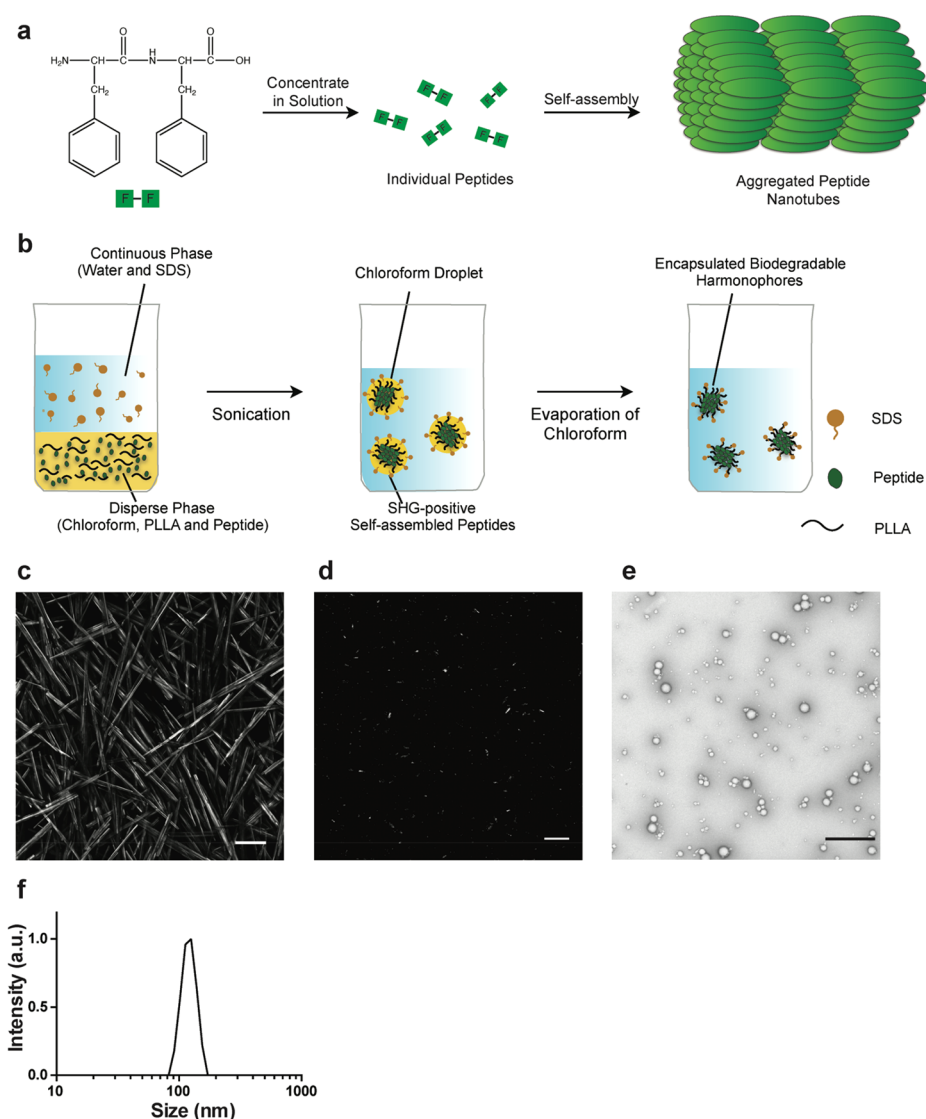 a
O
O
H
H₂N
CH
C
N
CH
C
OH
CH₂
CH₂
F
F
Concentrate
in Solution
F
F
F
F
F
F
F
F
F
F
Individual Peptides
Self-assembly
Aggregated Peptide
Nanotubes
b
Continuous Phase
(Water and SDS)
Disperse Phase
(Chloroform, PLLA and Peptide)
Sonication
Chloroform Droplet
SHG-positive
Self-assembled Peptides
Evaporation of
Chloroform
Encapsulated Biodegradable
Harmonophores
SDS
Peptide
PLLA
c
d
e
f
Intensity (a.u.)
1.0
0.5
0.0
10
100
1000
Size (nm)